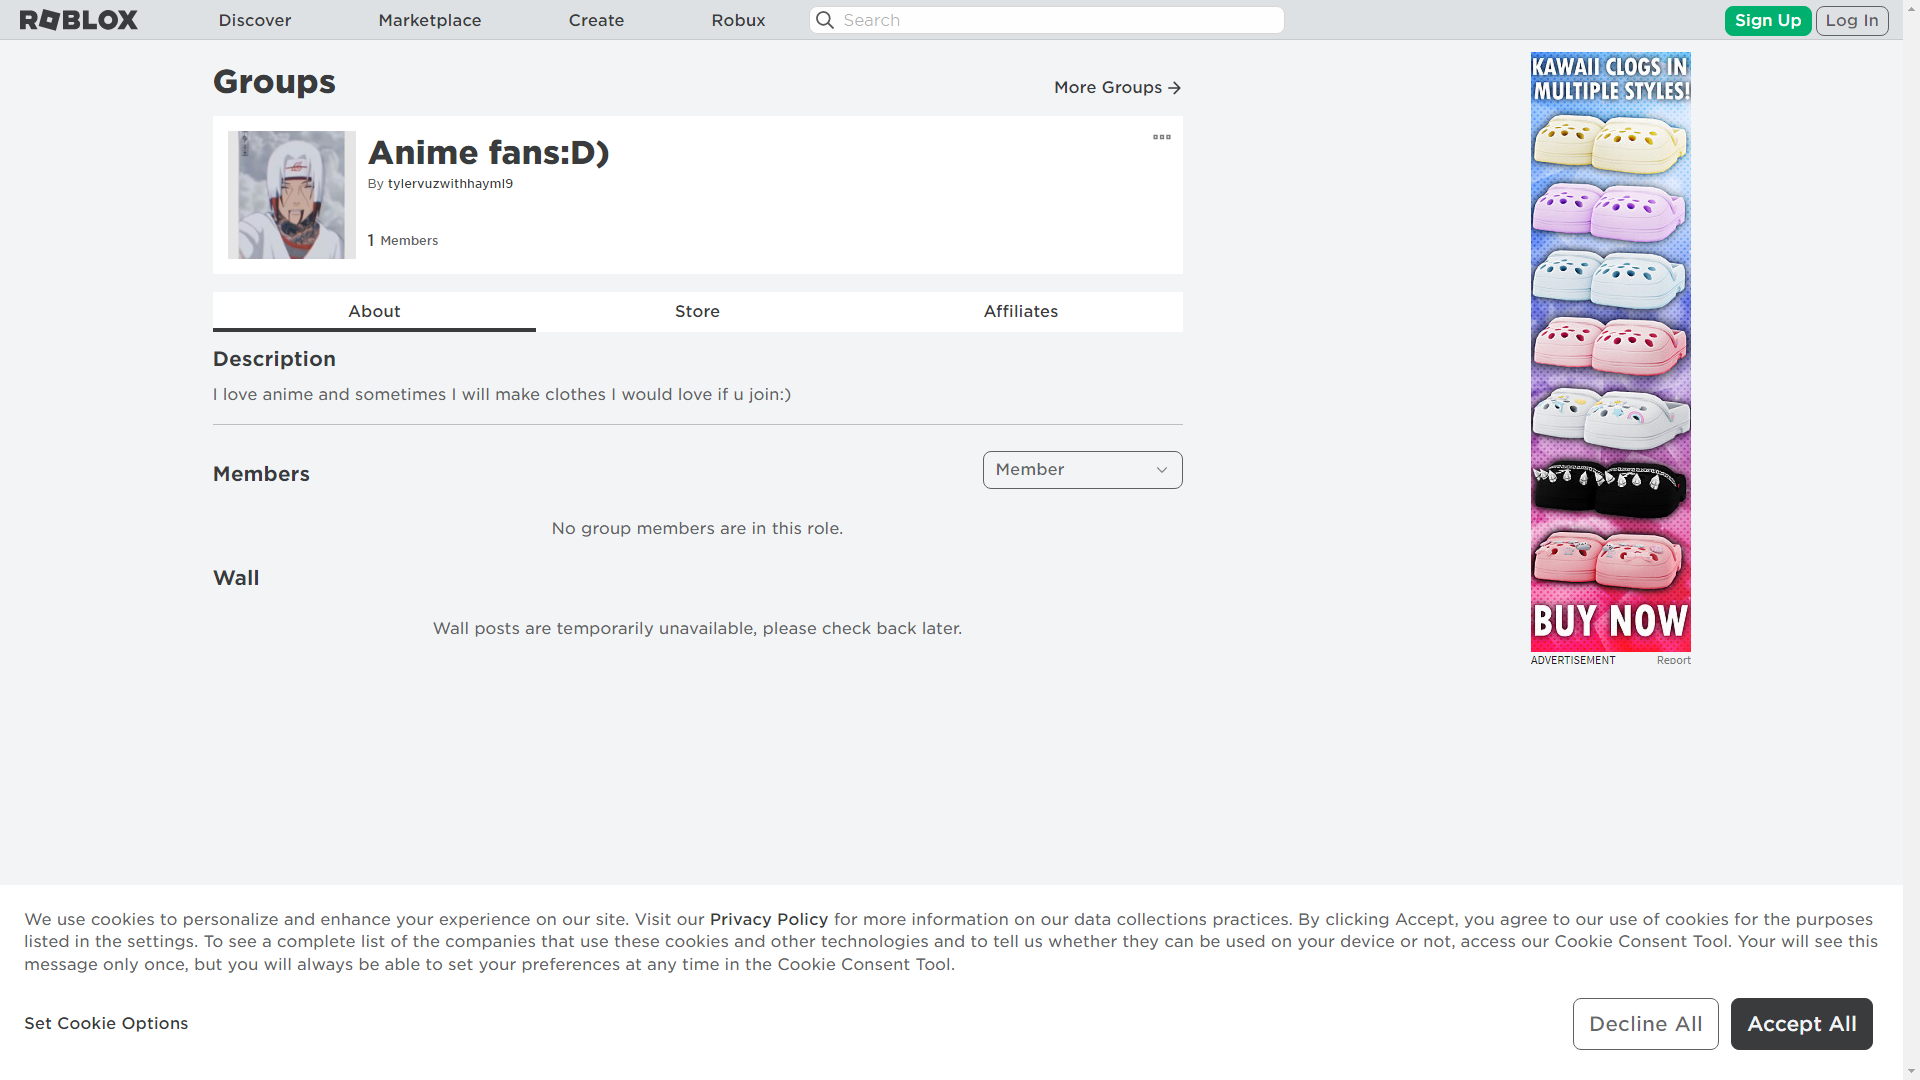 ROBLOX
Discover
Marketplace
Create
Robux
Search
Sign Up
Log In
Groups
More Groups
Anime fans:D)
By tylervuzwithhayml9
1 Members
About
Store
Affiliates
Description
I love anime and sometimes I will make clothes I would love if u join:)
Members
Member
No group members are in this role.
Wall
Wall posts are temporarily unavailable, please check back later.
KAWAII CLOGS IN
MULTIPLE STYLES!
BUY NOW
ADVERTISEMENT
Report
We use cookies to personalize and enhance your experience on our site. Visit our Privacy Policy for more information on our data collections practices. By clicking Accept, you agree to our use of cookies for the purposes
listed in the settings. To see a complete list of the companies that use these cookies and other technologies and to tell us whether they can be used on your device or not, access our Cookie Consent Tool. Your will see this
message only once, but you will always be able to set your preferences at any time in the Cookie Consent Tool.
Set Cookie Options
Decline All
Accept All